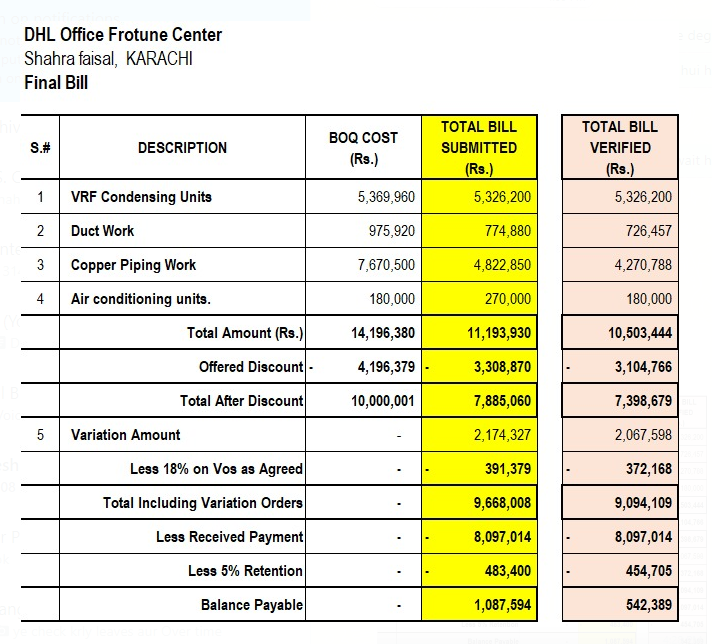 DHL Office Frotune Center
Shahra faisal, KARACHI
Final Bill
S.# DESCRIPTION BOQ COST (Rs.) TOTAL BILL SUBMITTED (Rs.) TOTAL BILL VERIFIED (Rs.)
1 VRF Condensing Units 5,369,960 5,326,200 5,326,200
2 Duct Work 975,920 774,880 726,457
3 Copper Piping Work 7,670,500 4,822,850 4,270,788
4 Air conditioning units. 180,000 270,000 180,000
Total Amount (Rs.) 14,196,380 11,193,930 10,503,444
Offered Discount - 4,196,379 - 3,308,870 - 3,104,766
Total After Discount 10,000,001 7,885,060 7,398,679
5 Variation Amount - 2,174,327 2,067,598
Less 18% on Vos as Agreed - - 391,379 - 372,168
Total Including Variation Orders - 9,668,008 9,094,109
Less Received Payment - - 8,097,014 - 8,097,014
Less 5% Retention - - 483,400 - 454,705
Balance Payable - 1,087,594 542,389